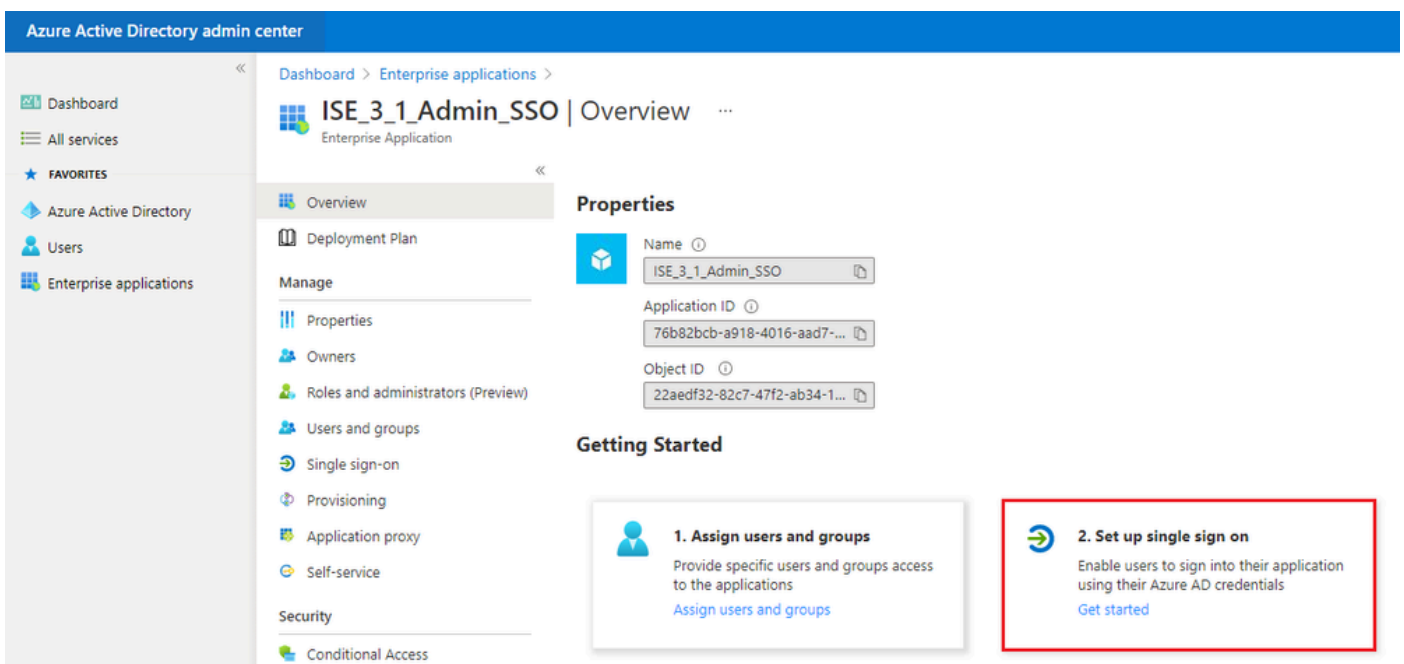 Azure Active Directory admin center
«
Dashboard
All services
FAVORITES
Azure Active Directory
Users
Enterprise applications
Dashboard > Enterprise applications >
ISE_3_1_Admin_SSO | Overview ...
Enterprise Application
«
Overview
Deployment Plan
Manage
Properties
Owners
Roles and administrators (Preview)
Users and groups
Single sign-on
Provisioning
Application proxy
Self-service
Security
Conditional Access
Properties
Name
ISE_3_1_Admin_SSO
Application ID
76b82bcb-a918-4016-aad7-...
Object ID
22aedf32-82c7-47f2-ab34-1...
Getting Started
1. Assign users and groups
Provide specific users and groups access
to the applications
Assign users and groups
2. Set up single sign on
Enable users to sign into their application
using their Azure AD credentials
Get started